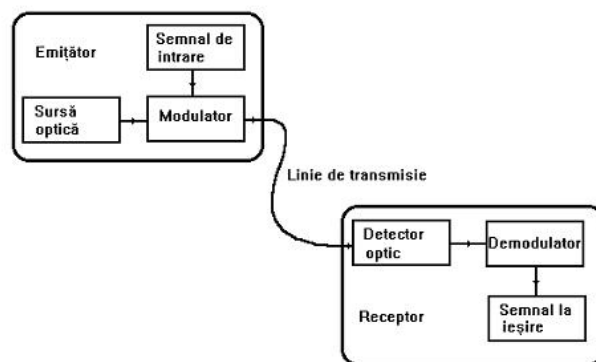 Emițător
Semnal de
intrare
Sursă
optică
Modulator
Linie de transmisie
Detector
optic
Demodulator
Receptor
Semnal la
ieșire